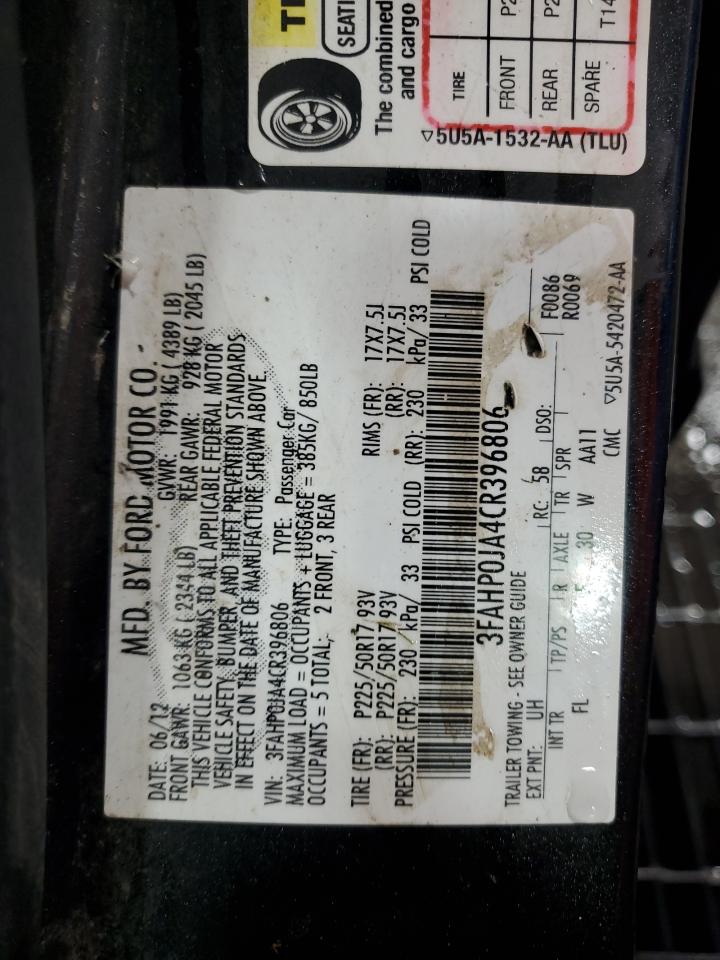 MFD. BY FORD MOTOR CO.
DATE: 06/12 GVWR: 1991 KG ( 4389 LB)
FRONT GAWR: 1063 KG ( 2344 LB) REAR GAWR: 928 KG ( 2045 LB)
THIS VEHICLE CONFORMS TO ALL APPLICABLE FEDERAL MOTOR
VEHICLE SAFETY, BUMPER, AND THEFT PREVENTION STANDARDS
IN EFFECT ON THE DATE OF MANUFACTURE SHOWN ABOVE
VIN: 3FAHP0JA4CR396806 TYPE: Passenger Car
MAXIMUM LOAD = OCCUPANTS + LUGGAGE = 385KG/ 850LB
OCCUPANTS = 5 TOTAL; 2 FRONT, 3 REAR
TIRE (FR): P225/50R17 93V RIMS (FR): 17X7.5J
(RR): P225/50R17 93V (RR): 17X7.5J
PRESSURE (FR): 230 kPa/ 33 PSI COLD (RR): 230 kPa/ 33 PSI COLD
3FAHP0JA4CR396806
TRAILER TOWING - SEE OWNER GUIDE
EXT PNT: UH RC: 58 DSO: F0086
INT TR TP/PS R AXLE TR SPR R0069
FL 30 W AA11
CMC ▽5U5A-5420472-AA
SEATI
The combined
and cargo
TIRE
FRONT P2
REAR P2
SPARE T14
▽5U5A-1532-AA (TLU)